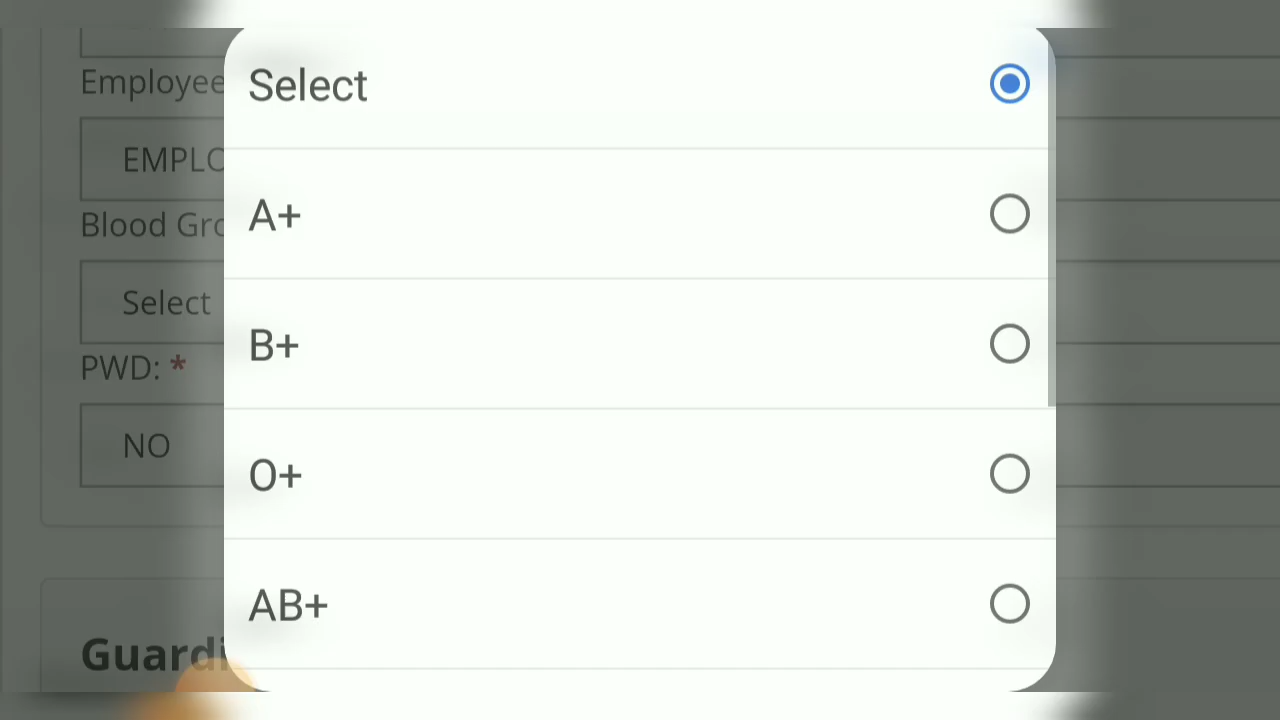 Select
A+
B+
O+
AB+
Employee
EMPLO
Blood Gro
Select
PWD: *
NO
Guardi